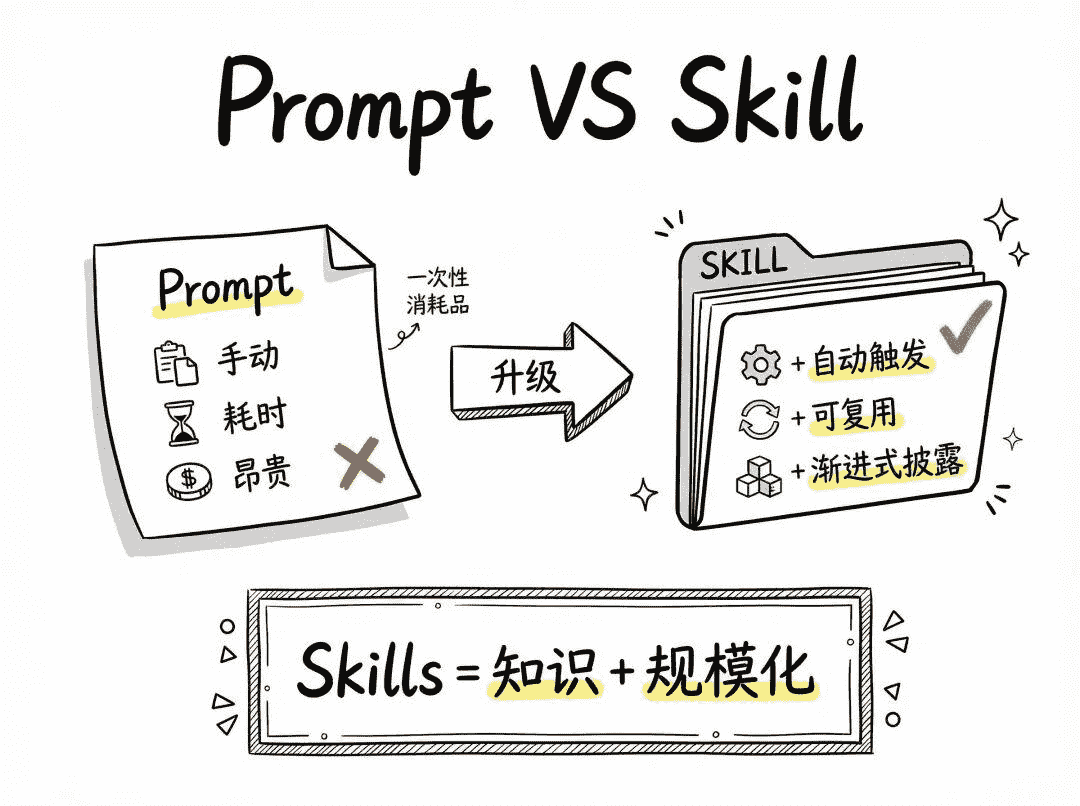 Prompt VS Skill
Prompt
手动
耗时
$
昂贵
一次性
消耗品
升级
SKILL
+自动触发
+可复用
+渐进式披露
Skills=知识+规模化